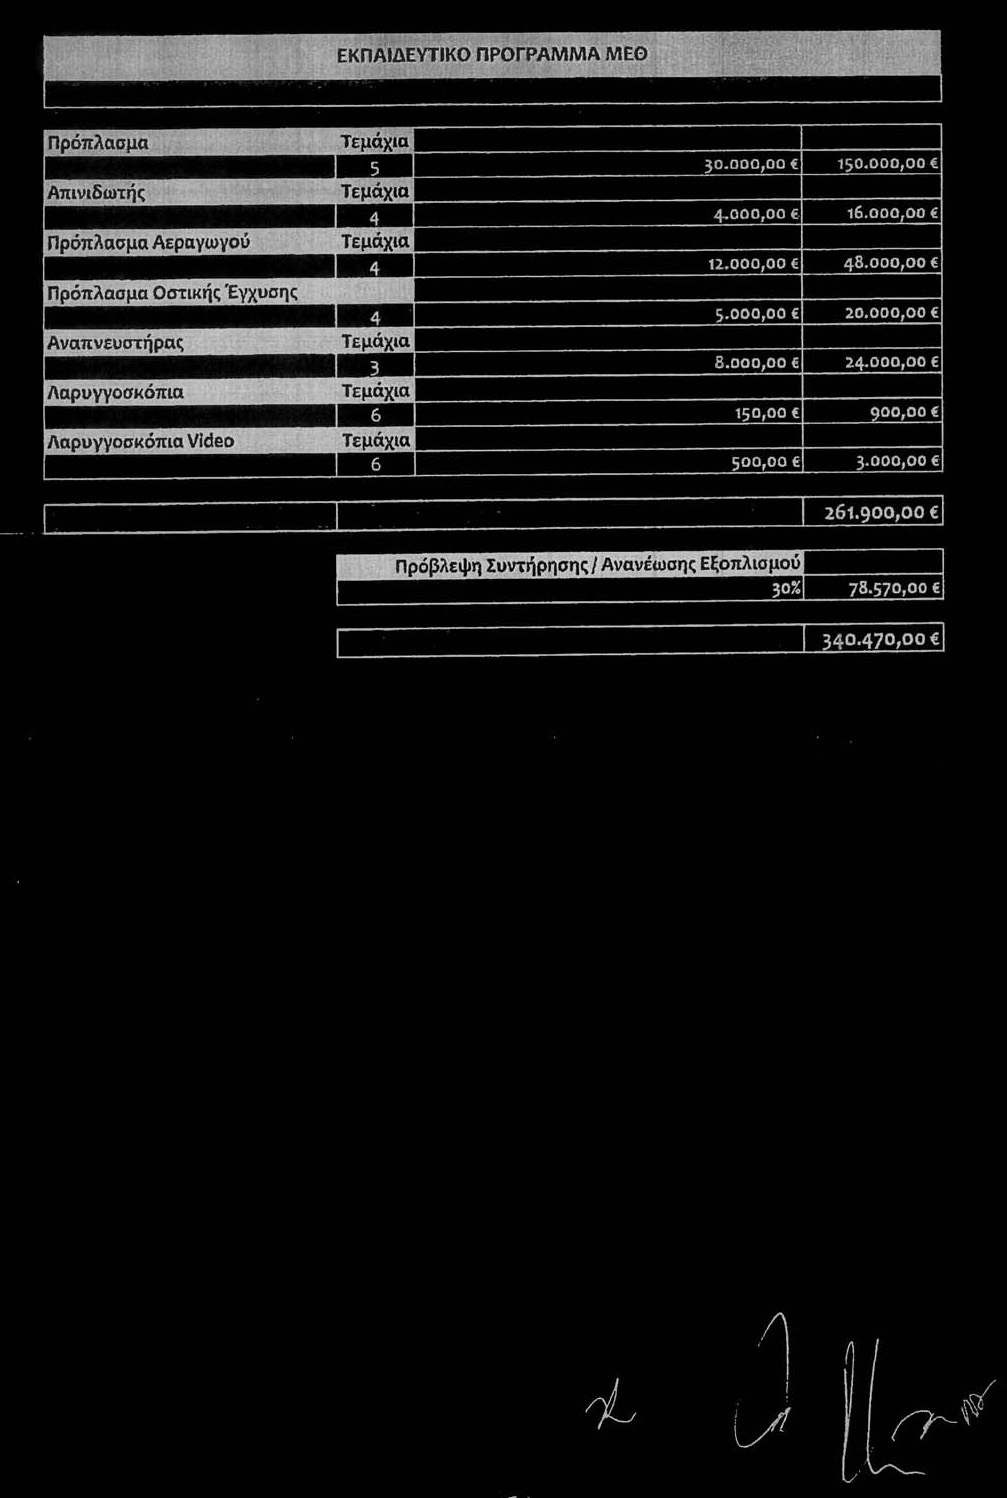 ΕΚΠΑΙΔΕΥΤΙΚΟ ΠΡΟΓΡΑΜΜΑ ΜΕΘ
Πρόπλασμα Τεμάχια
5 30.000,00 € 150.000,00 €
Απινιδωτής Τεμάχια
4 4.000,00 € 16.000,00 €
Πρόπλασμα Αεραγωγού Τεμάχια
4 12.000,00 € 48.000,00 €
Πρόπλασμα Οστικής Έγχυσης
4 5.000,00 € 20.000,00 €
Αναπνευστήρας Τεμάχια
3 8.000,00 € 24.000,00 €
Λαρυγγοσκόπια Τεμάχια
6 150,00 € 900,00 €
Λαρυγγοσκόπια Video Τεμάχια
6 500,00 € 3.000,00 €
261.900,00 €
Πρόβλεψη Συντήρησης / Ανανέωσης Εξοπλισμού
30% 78.570,00 €
340.470,00 €